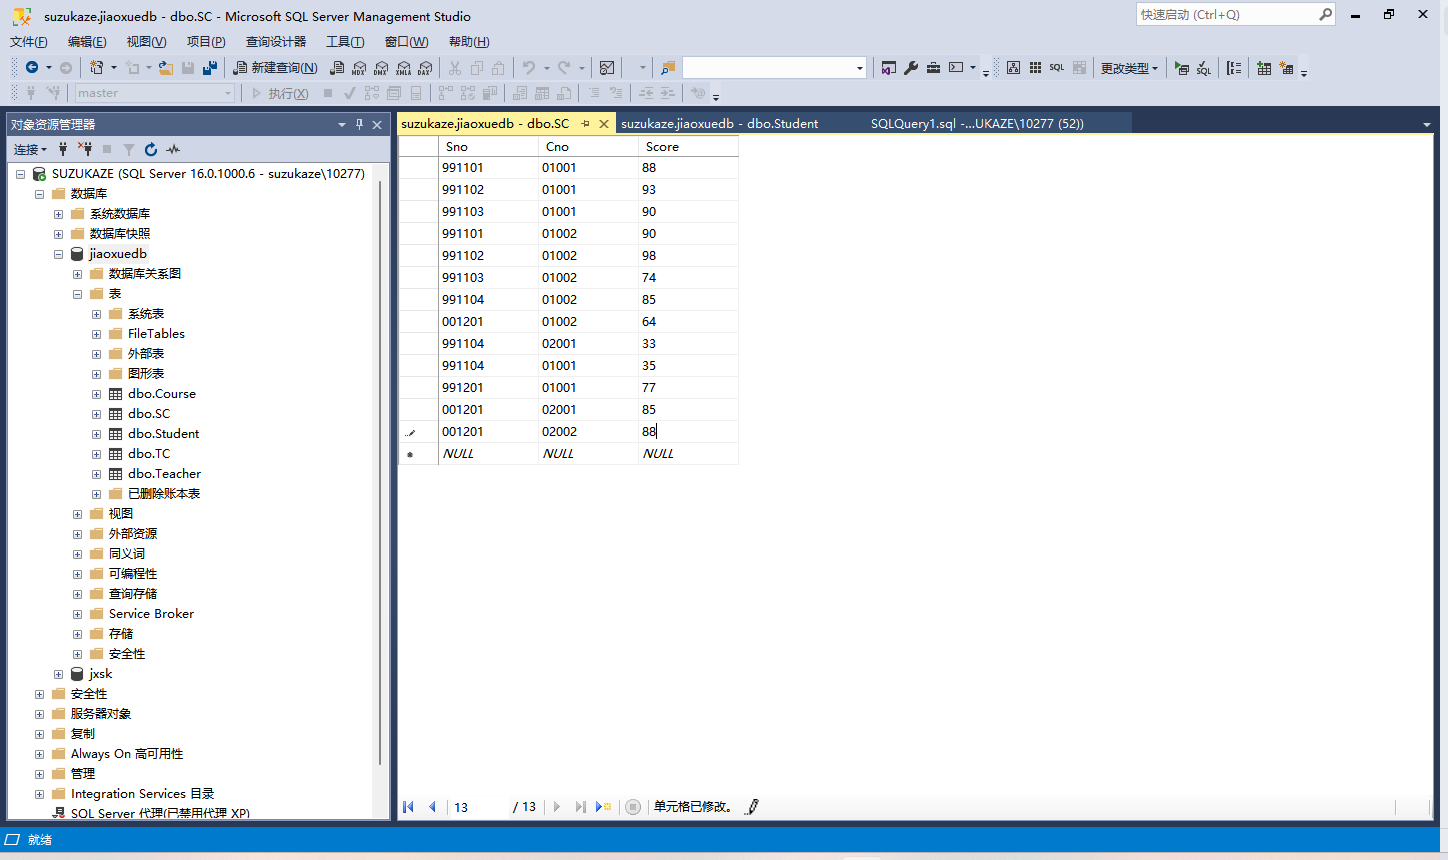 suzukaze.jiaoxuedb - dbo.SC - Microsoft SQL Server Management Studio
快速启动 (Ctrl+Q)
文件(F) 编辑(E) 视图(V) 项目(P) 查询设计器 工具(T) 窗口(W) 帮助(H)
新建查询(N) MDX DMX XMLA DAX SQL 更改类型 SQL
master 执行(X)
对象资源管理器
连接
SUZUKAZE (SQL Server 16.0.1000.6 - suzukaze\10277)
数据库
系统数据库
数据库快照
jiaoxuedb
数据库关系图
表
系统表
FileTables
外部表
图形表
dbo.Course
dbo.SC
dbo.Student
dbo.TC
dbo.Teacher
已删除账本表
视图
外部资源
同义词
可编程性
查询存储
Service Broker
存储
安全性
jxsk
安全性
服务器对象
复制
Always On 高可用性
管理
Integration Services 目录
SQL Server 代理(已禁用代理 XP)
suzukaze.jiaoxuedb - dbo.SC suzukaze.jiaoxuedb - dbo.Student SQLQuery1.sql -...UKAZE\10277 (52))
Sno Cno Score
991101 01001 88
991102 01001 93
991103 01001 90
991101 01002 90
991102 01002 98
991103 01002 74
991104 01002 85
001201 01002 64
991104 02001 33
991104 01001 35
991201 01001 77
001201 02001 85
001201 02002 88
NULL NULL NULL
13 / 13 单元格已修改。
就绪